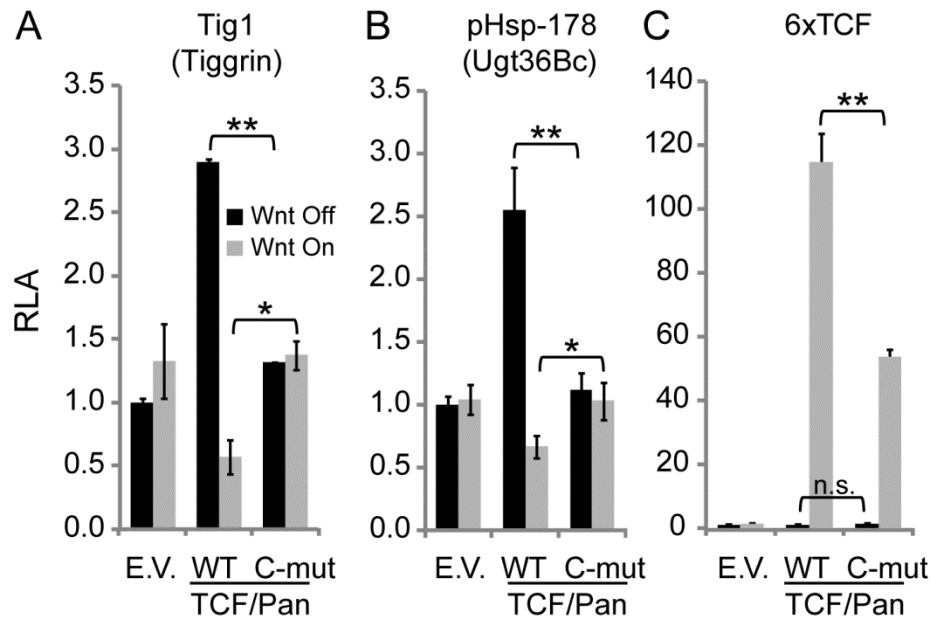 A
Tig1
(Tiggrin)
3.5
3.0
2.5
2.0
1.5
1.0
0.5
0.0
RLA
**
*
Wnt Off
Wnt On
E.V. WT C-mut
TCF/Pan
B
pHsp-178
(Ugt36Bc)
3.5
3.0
2.5
2.0
1.5
1.0
0.5
0.0
**
*
E.V. WT C-mut
TCF/Pan
C
6xTCF
140
120
100
80
60
40
20
0
**
n.s.
E.V. WT C-mut
TCF/Pan